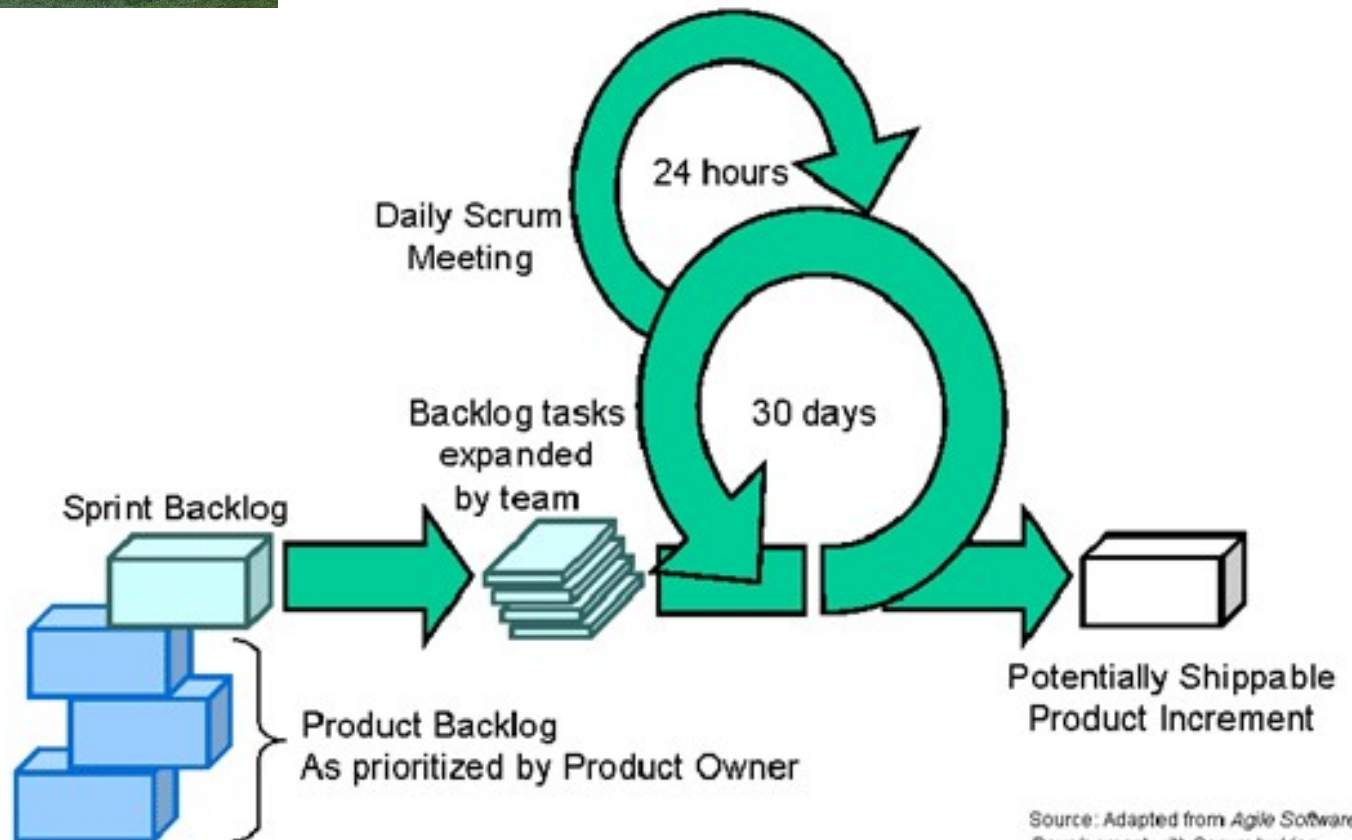 24 hours
Daily Scrum
Meeting
Backlog tasks
expanded
by team
30 days
Sprint Backlog
Potentially Shippable
Product Increment
Product Backlog
As prioritized by Product Owner
Source: Adapted from Agile Software